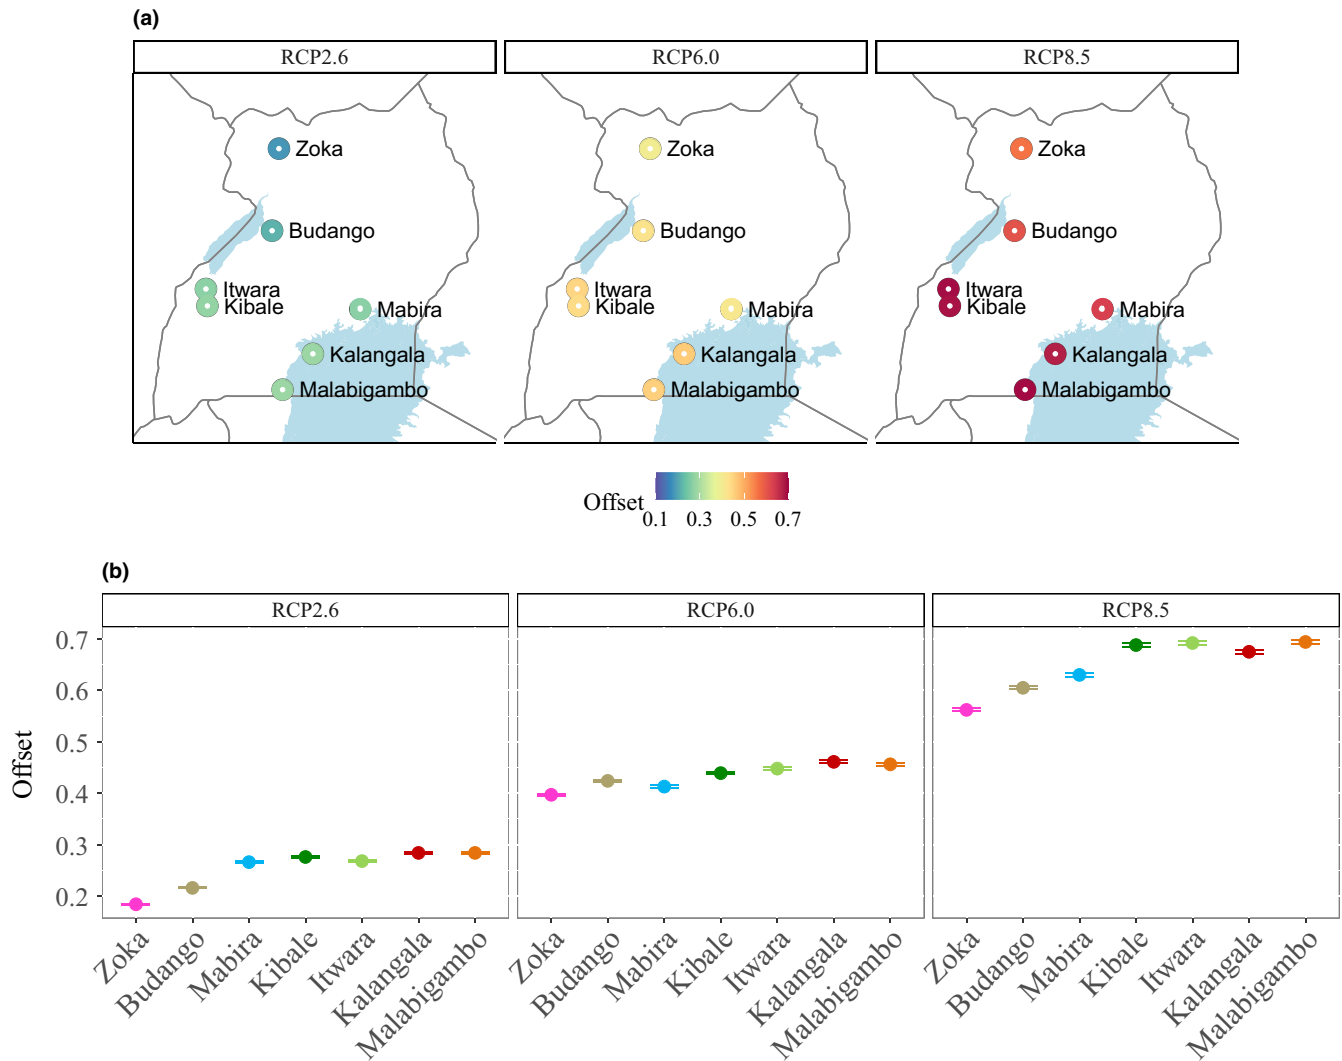 (a)
RCP2.6 RCP6.0 RCP8.5
Zoka Zoka Zoka
Budango Budango Budango
Itwara Itwara Itwara
Kibale Mabira Kibale Mabira Kibale Mabira
Kalangala Kalangala Kalangala
Malabigambo Malabigambo Malabigambo
Offset
0.1 0.3 0.5 0.7
(b)
RCP2.6 RCP6.0 RCP8.5
0.7
0.6
0.5
0.4
0.3
0.2
Offset
Zoka Budango Mabira Kibale Itwara Kalangala Malabigambo
Zoka Budango Mabira Kibale Itwara Kalangala Malabigambo
Zoka Budango Mabira Kibale Itwara Kalangala Malabigambo